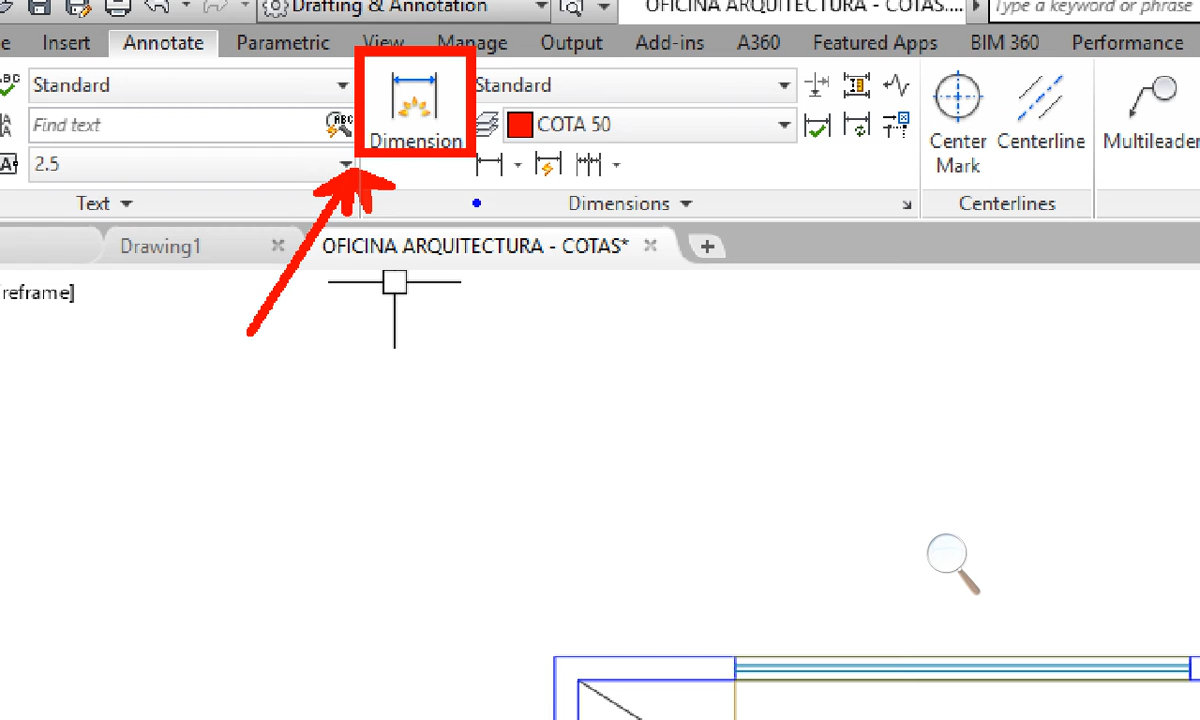 Drafting & Annotation
OFICINA ARQUITECTURA - COTAS....
Type a keyword or phrase
Insert
Annotate
Parametric
View
Manage
Output
Add-ins
A360
Featured Apps
BIM 360
Performance
ABC
Standard
Find text
ABC
2.5
Text
Dimension
Standard
COTA 50
Dimensions
Center
Mark
Centerline
Centerlines
Multileader
Drawing1
OFICINA ARQUITECTURA - COTAS*
reframe]